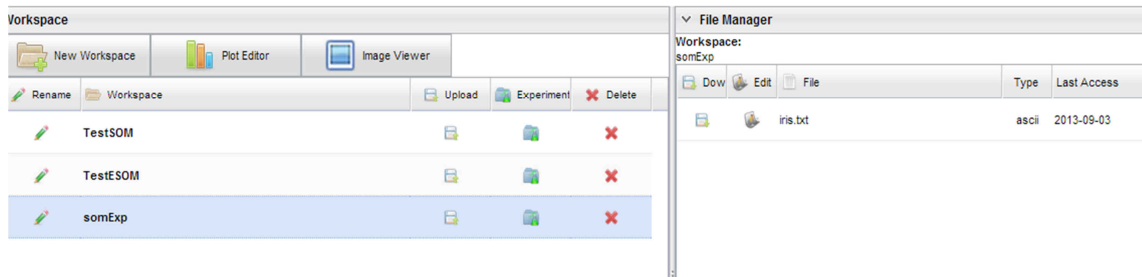 Workspace
New Workspace Plot Editor Image Viewer
Rename Workspace Upload Experiment Delete
TestSOM
TestESOM
somExp
File Manager
Workspace:
somExp
Dow Edit File Type Last Access
iris.txt ascii 2013-09-03